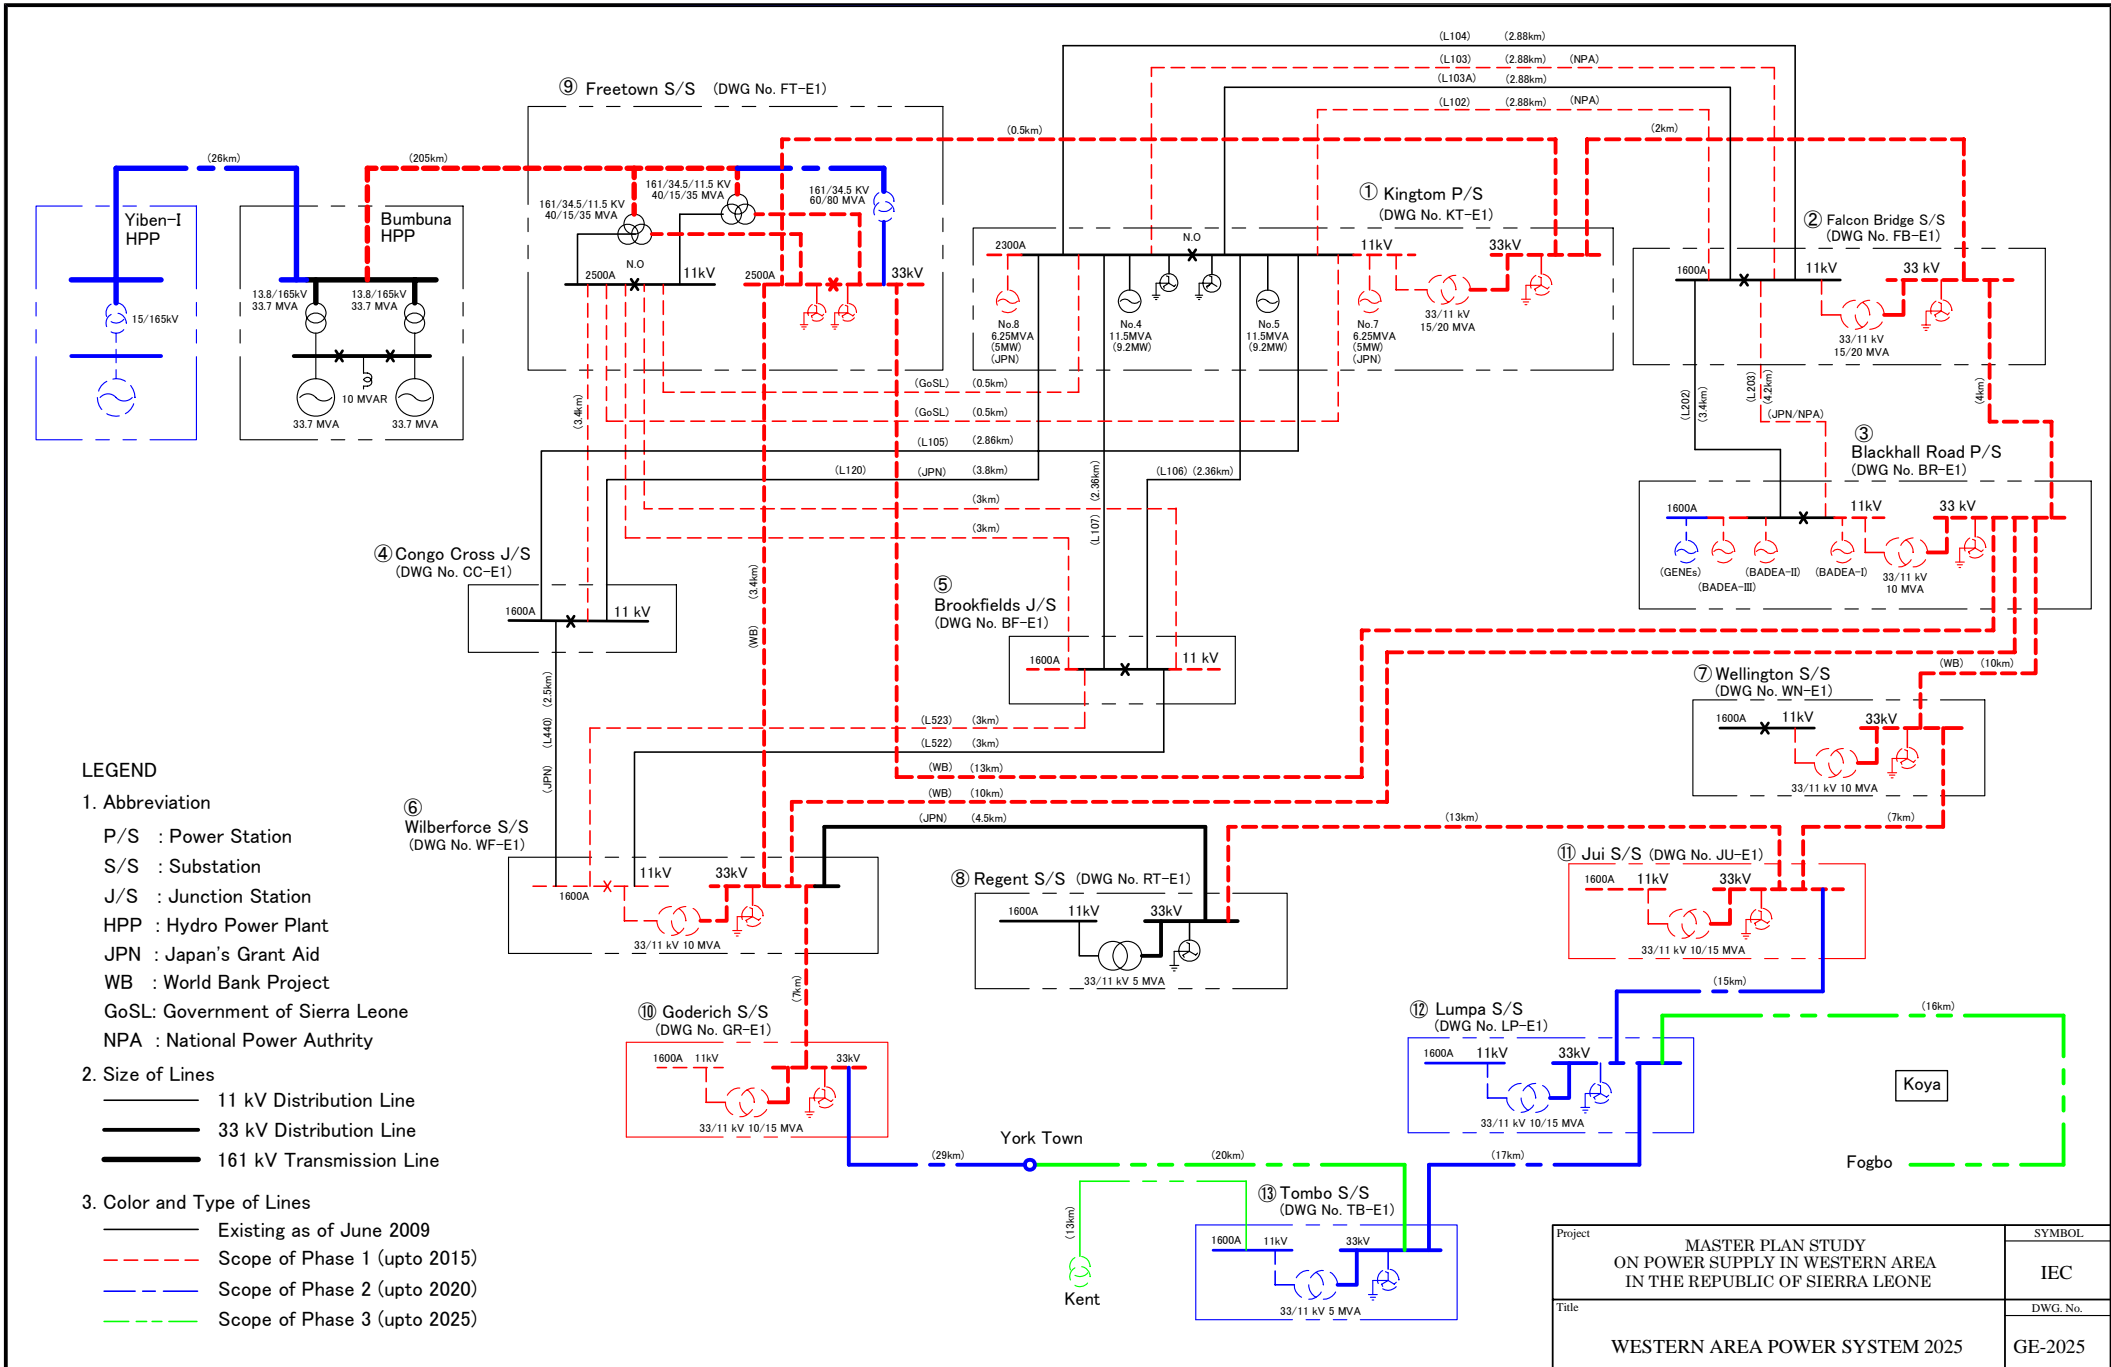 (L104) (2.88km)
(L103) (2.88km) (NPA)
(L103A) (2.88km)
(L102) (2.88km) (NPA)
(0.5km)
(2km)
(26km)
(205km)
⑨ Freetown S/S (DWG No. FT-E1)
161/34.5/11.5 KV
40/15/35 MVA
161/34.5/11.5 KV
40/15/35 MVA
161/34.5 KV
60/80 MVA
N.O
2500A
11kV
2500A
33kV
Yiben-I
HPP
15/165kV
Bumbuna
HPP
13.8/165kV
33.7 MVA
13.8/165kV
33.7 MVA
10 MVAR
33.7 MVA
33.7 MVA
① Kingtom P/S
(DWG No. KT-E1)
2300A
N.O
11kV
33kV
No.8
6.25MVA
(5MW)
(JPN)
No.4
11.5MVA
(9.2MW)
No.5
11.5MVA
(9.2MW)
No.7
6.25MVA
(5MW)
(JPN)
33/11 kV
15/20 MVA
② Falcon Bridge S/S
(DWG No. FB-E1)
1600A
11kV
33 kV
33/11 kV
15/20 MVA
(L202)
(3.4km)
(L203)
(4.2km)
(JPN/NPA)
(4km)
③
Blackhall Road P/S
(DWG No. BR-E1)
1600A
11kV
33 kV
(GENEs)
(BADEA-III)
(BADEA-II)
(BADEA-I)
33/11 kV
10 MVA
(3.4km)
(GoSL) (0.5km)
(GoSL) (0.5km)
(L105) (2.86km)
(L120) (JPN) (3.8km)
(L106) (2.36km)
(3km)
(3km)
(L107) (2.36km)
(WB) (3.4km)
④ Congo Cross J/S
(DWG No. CC-E1)
1600A
11 kV
⑤
Brookfields J/S
(DWG No. BF-E1)
1600A
11 kV
(JPN) (L440) (2.5km)
(L523) (3km)
(L522) (3km)
(WB) (13km)
(WB) (10km)
(JPN) (4.5km)
(WB) (10km)
⑦ Wellington S/S
(DWG No. WN-E1)
1600A
11kV
33kV
33/11 kV 10 MVA
(13km)
(7km)
⑥
Wilberforce S/S
(DWG No. WF-E1)
1600A
11kV
33kV
33/11 kV 10 MVA
⑧ Regent S/S (DWG No. RT-E1)
1600A
11kV
33kV
33/11 kV 5 MVA
⑪ Jui S/S (DWG No. JU-E1)
1600A
11kV
33kV
33/11 kV 10/15 MVA
(7km)
⑩ Goderich S/S
(DWG No. GR-E1)
1600A
11kV
33kV
33/11 kV 10/15 MVA
(15km)
(16km)
⑫ Lumpa S/S
(DWG No. LP-E1)
1600A
11kV
33kV
33/11 kV 10/15 MVA
Koya
Fogbo
York Town
(29km)
(20km)
(17km)
(13km)
Kent
⑬ Tombo S/S
(DWG No. TB-E1)
1600A
11kV
33kV
33/11 kV 5 MVA
LEGEND
1. Abbreviation
P/S : Power Station
S/S : Substation
J/S : Junction Station
HPP : Hydro Power Plant
JPN : Japan's Grant Aid
WB : World Bank Project
GoSL: Government of Sierra Leone
NPA : National Power Authrity
2. Size of Lines
11 kV Distribution Line
33 kV Distribution Line
161 kV Transmission Line
3. Color and Type of Lines
Existing as of June 2009
Scope of Phase 1 (upto 2015)
Scope of Phase 2 (upto 2020)
Scope of Phase 3 (upto 2025)
Project
MASTER PLAN STUDY
ON POWER SUPPLY IN WESTERN AREA
IN THE REPUBLIC OF SIERRA LEONE
SYMBOL
IEC
Title
WESTERN AREA POWER SYSTEM 2025
DWG. No.
GE-2025